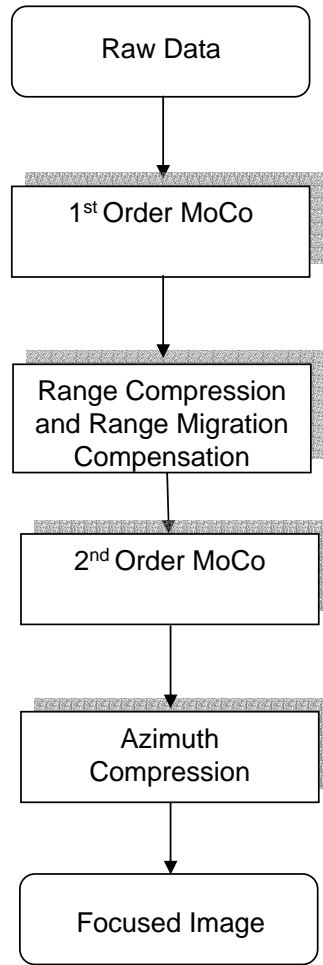 Raw Data
1st Order MoCo
Range Compression
and Range Migration
Compensation
2nd Order MoCo
Azimuth
Compression
Focused Image